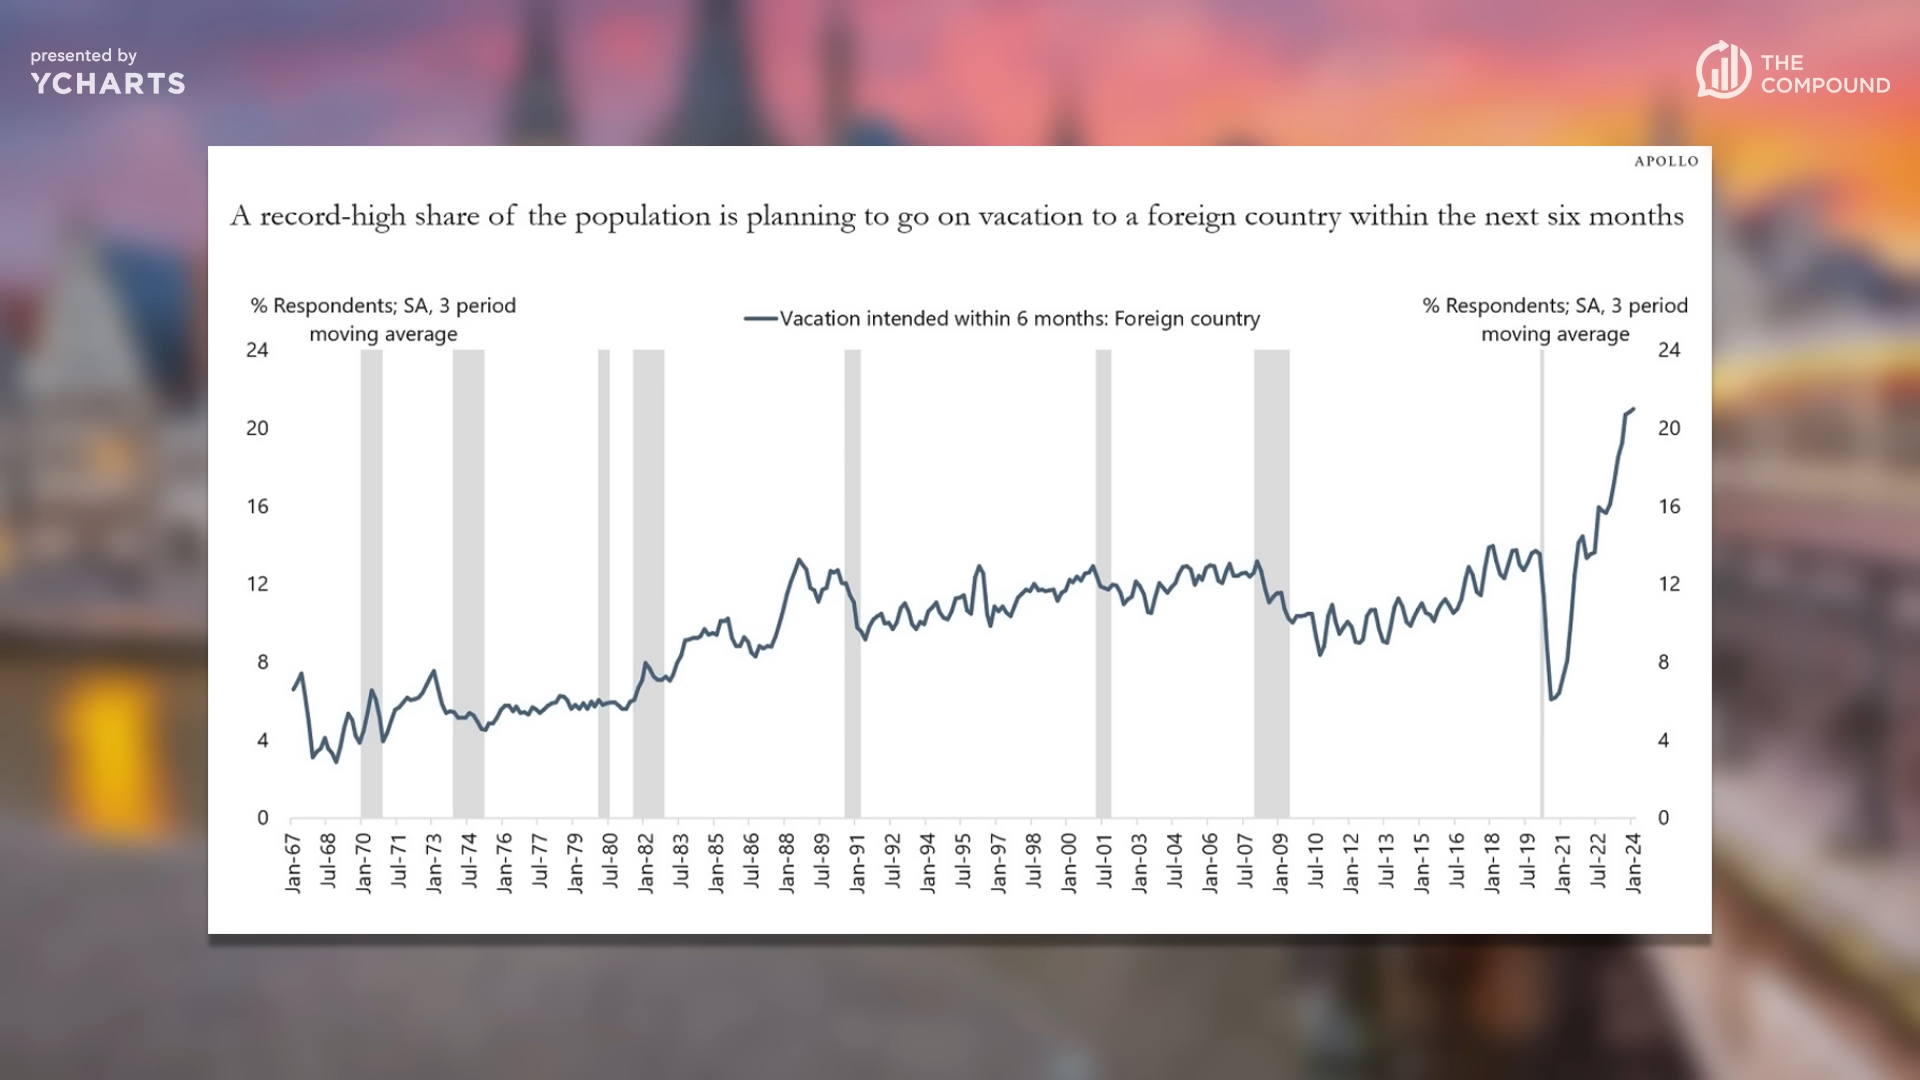 presented by
YCHARTS
THE
COMPOUND
APOLLO
A record-high share of the population is planning to go on vacation to a foreign country within the next six months
% Respondents; SA, 3 period
moving average
Vacation intended within 6 months: Foreign country
% Respondents; SA, 3 period
moving average
24
20
16
12
8
4
0
24
20
16
12
8
4
0
Jan-67
Jul-68
Jan-70
Jul-71
Jan-73
Jul-74
Jan-76
Jul-77
Jan-79
Jul-80
Jan-82
Jul-83
Jan-85
Jul-86
Jan-88
Jul-89
Jan-91
Jul-92
Jan-94
Jul-95
Jan-97
Jul-98
Jan-00
Jul-01
Jan-03
Jul-04
Jan-06
Jul-07
Jan-09
Jul-10
Jan-12
Jul-13
Jan-15
Jul-16
Jan-18
Jul-19
Jan-21
Jul-22
Jan-24